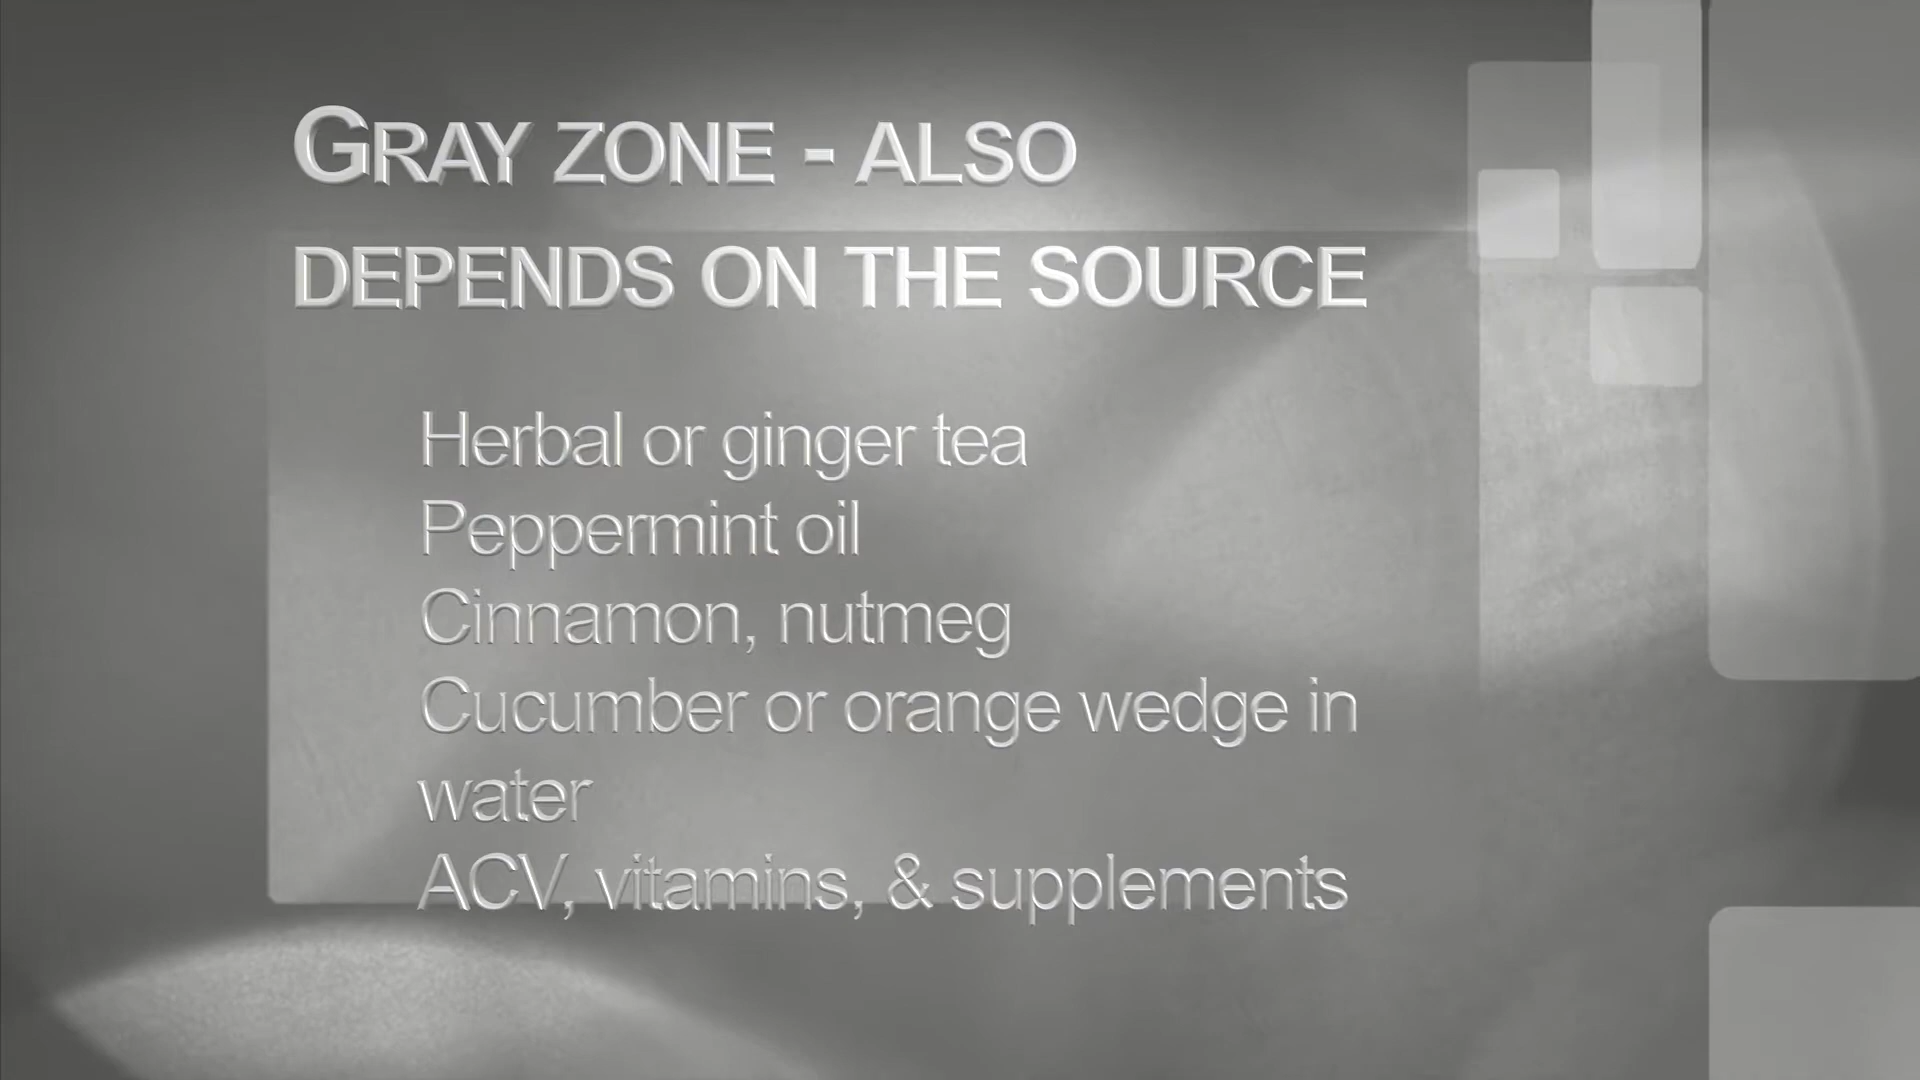 Gray zone - also
depends on the source
Herbal or ginger tea
Peppermint oil
Cinnamon, nutmeg
Cucumber or orange wedge in
water
ACV, vitamins, & supplements